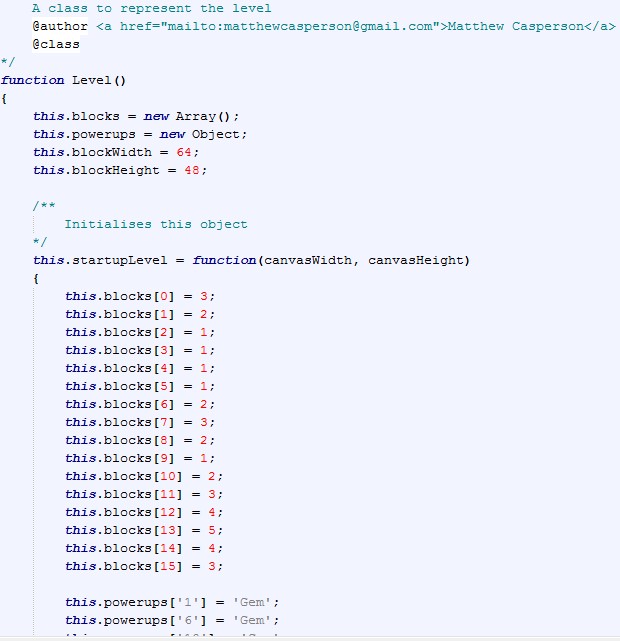 A class to represent the level
@author <a href="mailto:matthewcasperson@gmail.com">Matthew Casperson</a>
@class
*/
function Level()
{
this.blocks = new Array();
this.powerups = new Object;
this.blockWidth = 64;
this.blockHeight = 48;
/**
Initialises this object
*/
this.startupLevel = function(canvasWidth, canvasHeight)
{
this.blocks[0] = 3;
this.blocks[1] = 2;
this.blocks[2] = 1;
this.blocks[3] = 1;
this.blocks[4] = 1;
this.blocks[5] = 1;
this.blocks[6] = 2;
this.blocks[7] = 3;
this.blocks[8] = 2;
this.blocks[9] = 1;
this.blocks[10] = 2;
this.blocks[11] = 3;
this.blocks[12] = 4;
this.blocks[13] = 5;
this.blocks[14] = 4;
this.blocks[15] = 3;
this.powerups['1'] = 'Gem';
this.powerups['6'] = 'Gem';